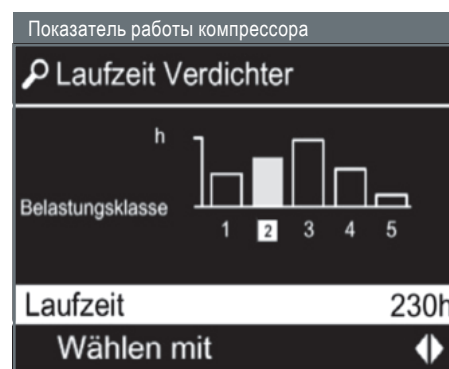 Показатель работы компрессора
Laufzeit Verdichter
h
Belastungsklasse
1 2 3 4 5
Laufzeit 230h
Wählen mit